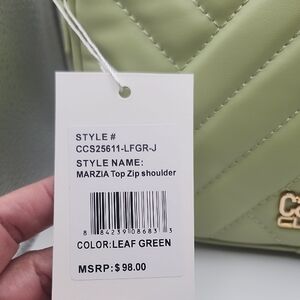 STYLE #
CCS25611-LFGR-J
STYLE NAME:
MARZIA Top Zip shoulder
8 84239 08683 3
COLOR:LEAF GREEN
MSRP:$98.00